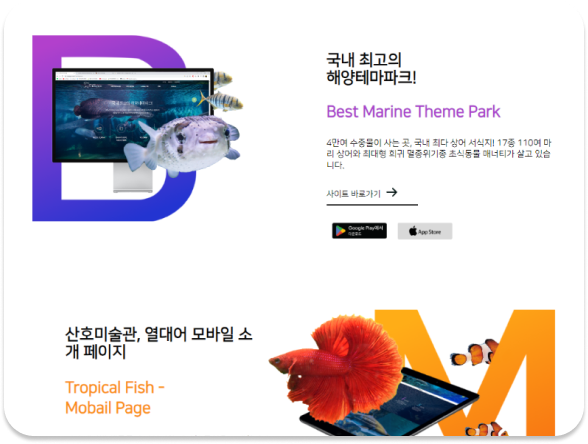 D
국내 최고의
해양테마파크!
Best Marine Theme Park
4만여 수중물이 사는 곳, 국내 최다 상어 서식지! 17종 110여 마
리 상어와 최대형 희귀 멸종위기종 초식동물 매너티가 살고 있습
니다.
사이트 바로가기 →
Google Play에서
다운로드
App Store
M
산호미술관, 열대어 모바일 소
개 페이지
Tropical Fish -
Mobail Page